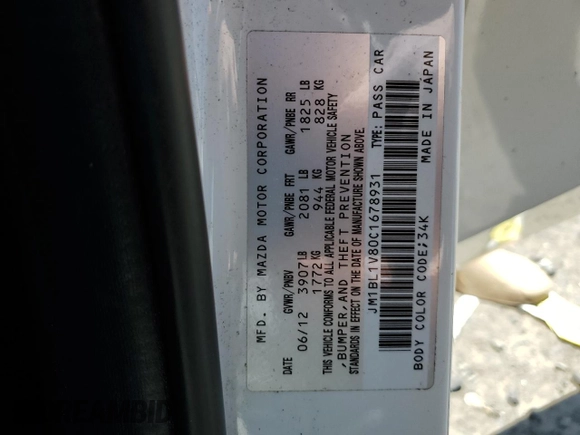 MFD. BY MAZDA MOTOR CORPORATION
DATE GVWR/PNBV GAWR/PNBE FRT GAWR/PNBE RR
06/12 3907 LB 2081 LB 1825 LB
1772 KG 944 KG 828 KG
THIS VEHICLE CONFORMS TO ALL APPLICABLE FEDERAL MOTOR VEHICLE SAFETY
,BUMPER, AND THEFT PREVENTION
STANDARDS IN EFFECT ON THE DATE OF MANUFACTURE SHOWN ABOVE.
JM1BL1V80C1678931 TYPE: PASS CAR
BODY COLOR CODE;34K MADE IN JAPAN